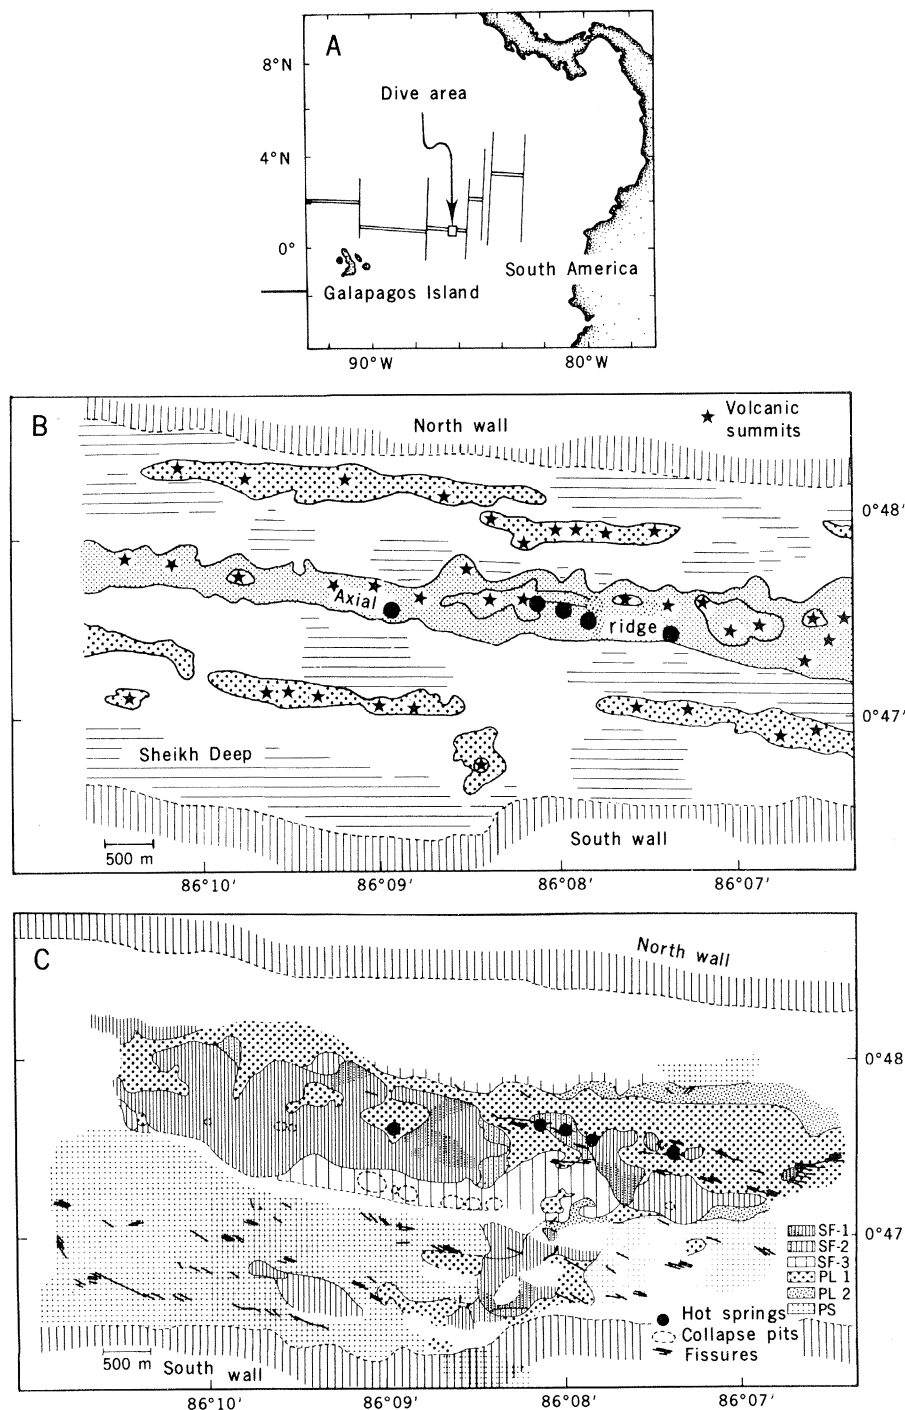 A
8°N
Dive area
4°N
0°
South America
Galapagos Island
90°W
80°W
B
North wall
Volcanic
summits
0°48'
Axial
ridge
0°47'
Sheikh Deep
South wall
500 m
86°10'
86°09'
86°08'
86°07'
C
North wall
0°48
0°47
SF-1
SF-2
SF-3
PL 1
PL 2
PS
Hot springs
Collapse pits
Fissures
500 m
South wall
86°10'
86°09'
86°08'
86°07'